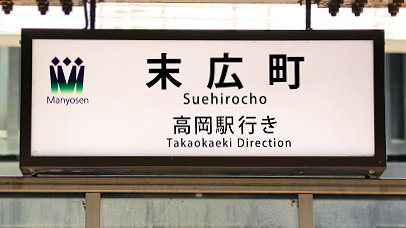 末広町
Suehirocho
高岡駅行き
Takaokaeki Direction
Manyosen